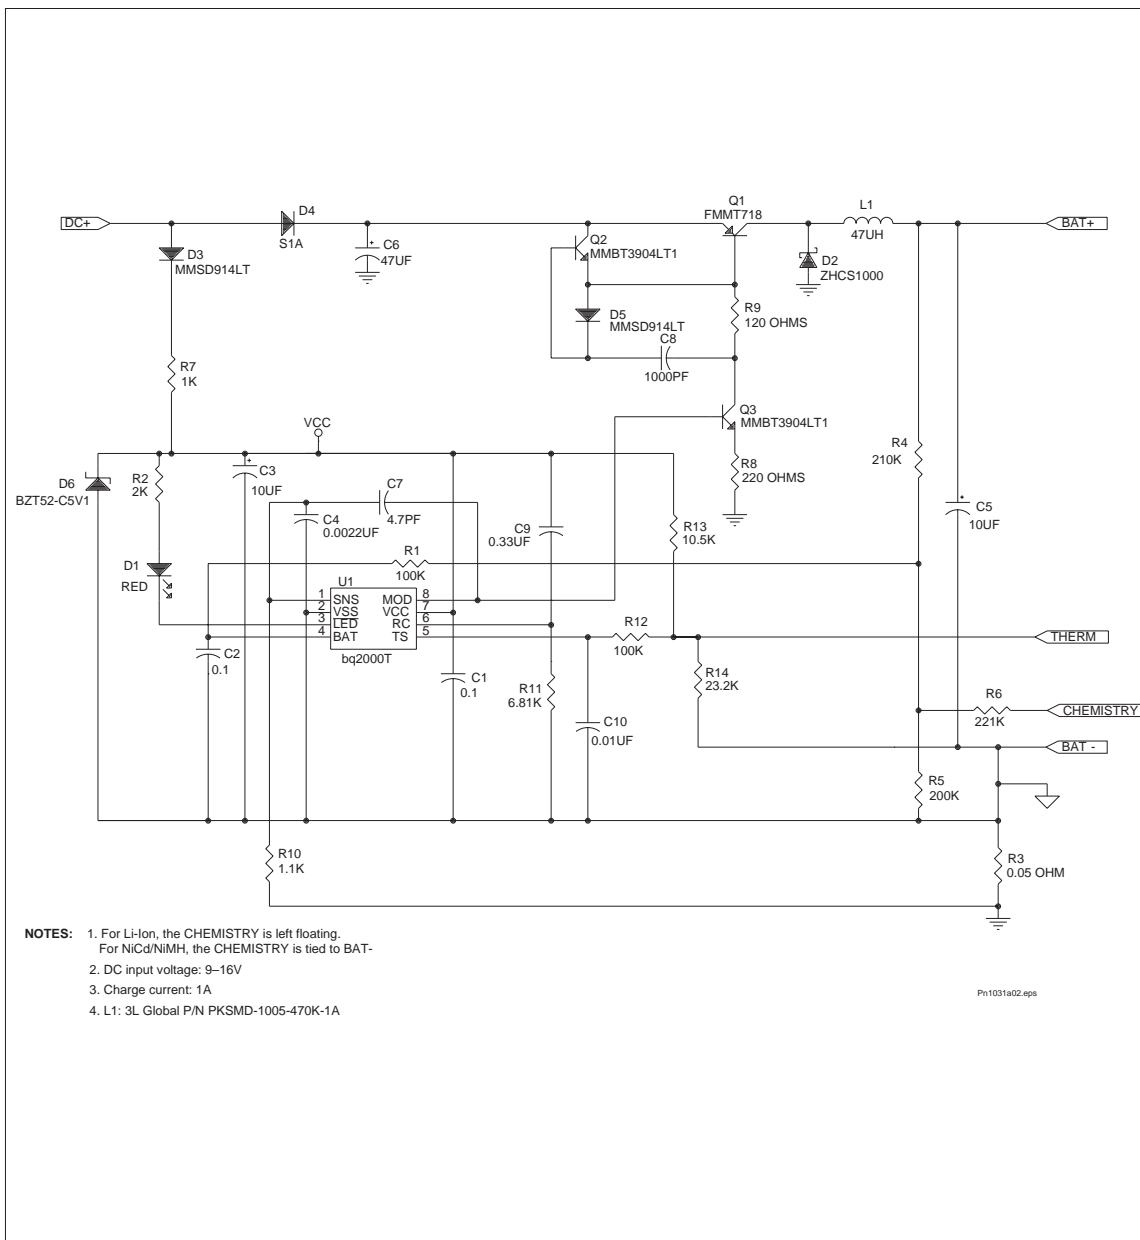 Q1
FMMT718
L1
47UH
DC+
D4
S1A
BAT+
Q2
MMBT3904LT1
C6
47UF
D3
MMSD914LT
D2
ZHCS1000
R9
120 OHMS
D5
MMSD914LT
C8
1000PF
R7
1K
Q3
MMBT3904LT1
VCC
R4
210K
R8
220 OHMS
C3
10UF
R2
2K
D6
BZT52-C5V1
C7
4.7PF
C4
0.0022UF
C9
0.33UF
R13
10.5K
C5
10UF
R1
100K
D1
RED
U1
1 SNS MOD 8
2 VSS VCC 7
3 LED RC 6
4 BAT TS 5
bq2000T
R12
100K
THERM
C2
0.1
C1
0.1
R11
6.81K
R14
23.2K
R6
221K
CHEMISTRY
C10
0.01UF
BAT -
R5
200K
R10
1.1K
R3
0.05 OHM
NOTES: 1. For Li-Ion, the CHEMISTRY is left floating.
For NiCd/NiMH, the CHEMISTRY is tied to BAT-
2. DC input voltage: 9–16V
3. Charge current: 1A
4. L1: 3L Global P/N PKSMD-1005-470K-1A
Pn1031a02.eps